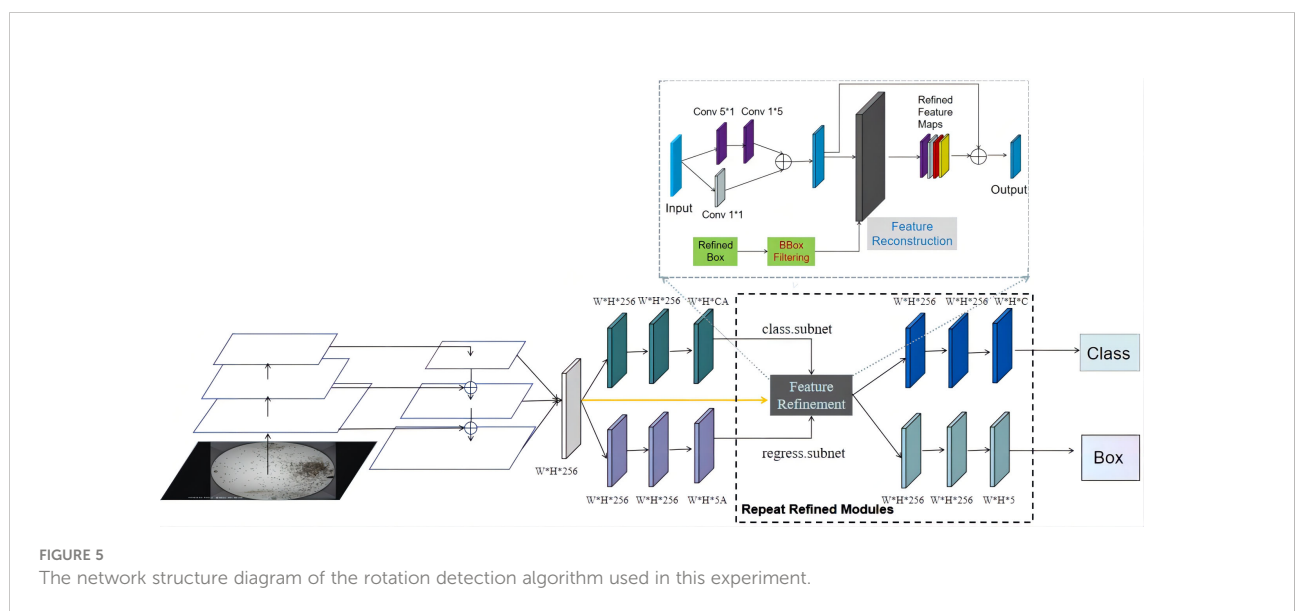 Conv 5*1
Conv 1*5
Refined
Feature
Maps
Input
Conv 1*1
Output
Feature
Reconstruction
Refined
Box
BBox
Filtering
W*H*256
W*H*256
W*H*CA
W*H*256
W*H*256
W*H*C
class.subnet
Class
Feature
Refinement
regress.subnet
Box
W*H*256
W*H*256
W*H*256
W*H*5A
W*H*256
W*H*256
W*H*5
Repeat Refined Modules
FIGURE 5
The network structure diagram of the rotation detection algorithm used in this experiment.